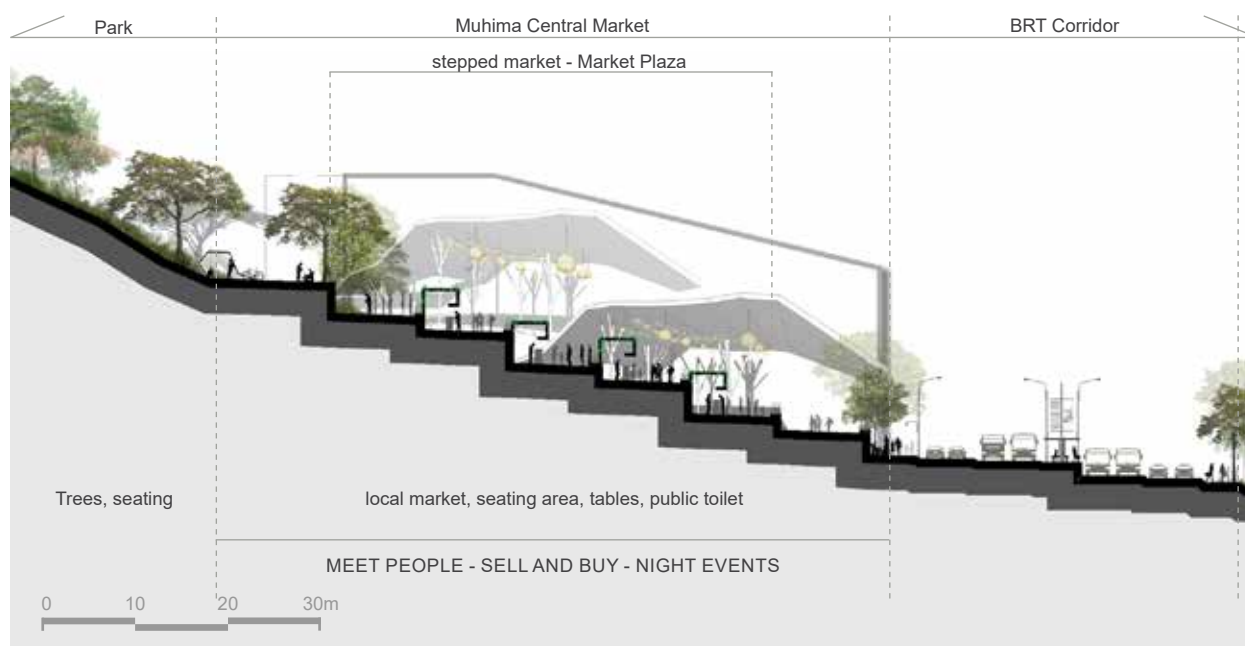 Park
Muhima Central Market
BRT Corridor
stepped market - Market Plaza
Trees, seating
local market, seating area, tables, public toilet
MEET PEOPLE - SELL AND BUY - NIGHT EVENTS
0 10 20 30m